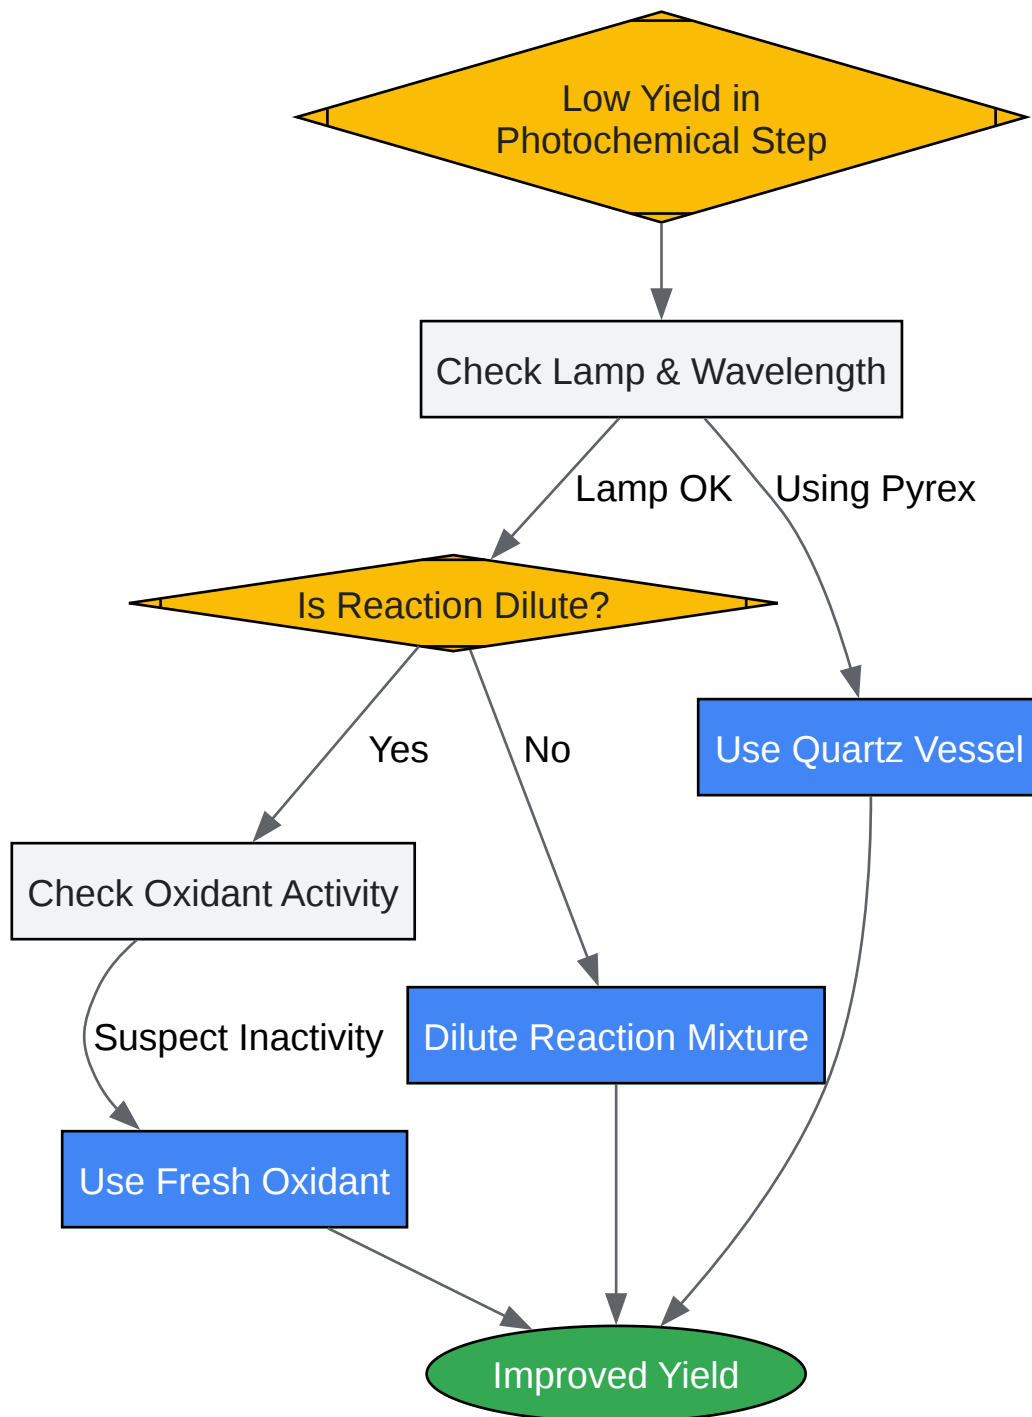 Low Yield in
Photochemical Step
Check Lamp & Wavelength
Lamp OK
Using Pyrex
Is Reaction Dilute?
Yes
No
Use Quartz Vessel
Check Oxidant Activity
Suspect Inactivity
Dilute Reaction Mixture
Use Fresh Oxidant
Improved Yield